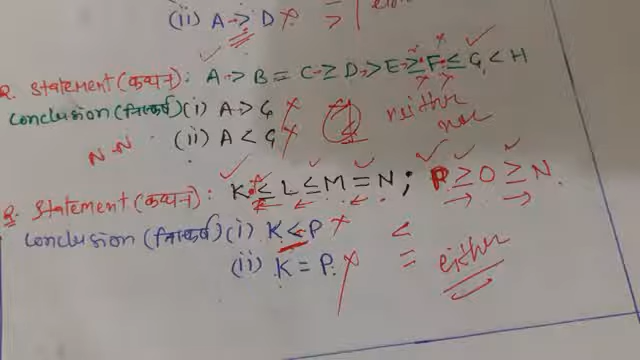 (ii) A > D ×
Q. Statement (कथन): A > B = C ≥ D > E ≥ F ≤ G < H
Conclusion (निष्कर्ष) (i) A > G × neither
(ii) A < G × nor
N N
Q. Statement (कथन): K ≤ L ≤ M = N; P ≥ O ≥ N.
Conclusion (निष्कर्ष) (i) K < P × <
(ii) K = P. × = either